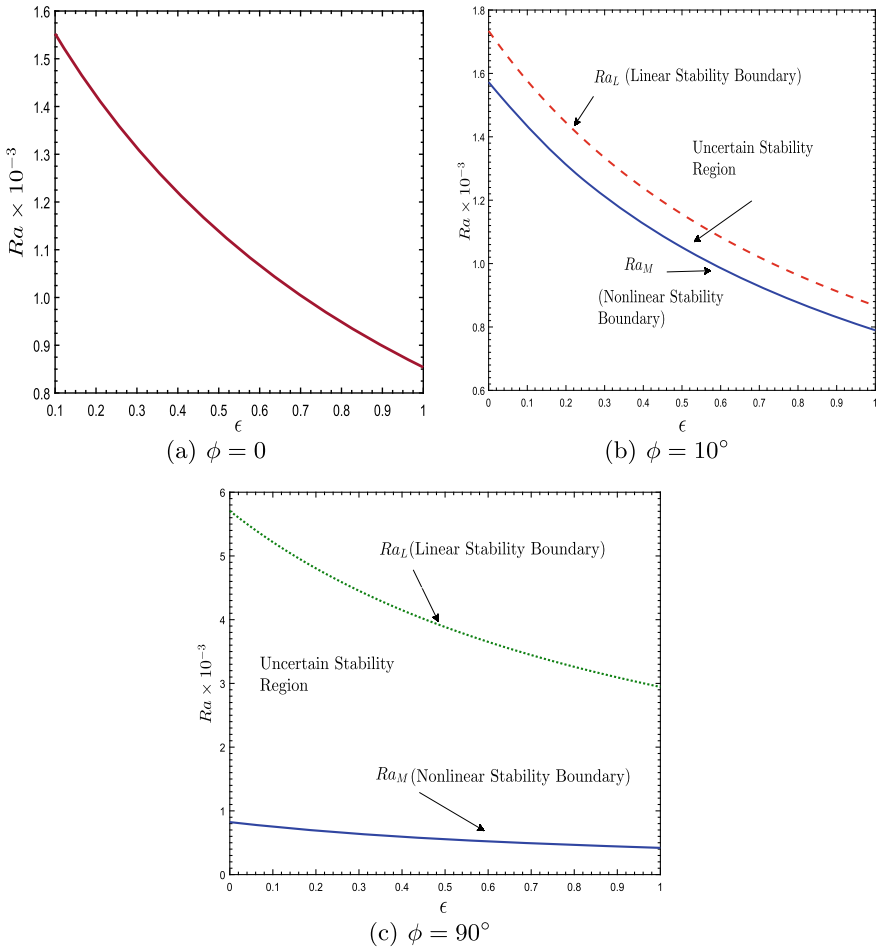 1.6
1.5
1.4
1.3
1.2
1.1
1.0
0.9
0.8
Ra × 10⁻³
0.1 0.2 0.3 0.4 0.5 0.6 0.7 0.8 0.9 1
ϵ
(a) ϕ = 0
1.8
1.6
1.4
1.2
1.0
0.8
0.6
Ra × 10⁻³
Ra_L (Linear Stability Boundary)
Uncertain Stability
Region
Ra_M
(Nonlinear Stability
Boundary)
0 0.1 0.2 0.3 0.4 0.5 0.6 0.7 0.8 0.9 1
ϵ
(b) ϕ = 10°
6
5
4
3
2
1
0
Ra × 10⁻³
Ra_L (Linear Stability Boundary)
Uncertain Stability
Region
Ra_M (Nonlinear Stability Boundary)
0 0.1 0.2 0.3 0.4 0.5 0.6 0.7 0.8 0.9 1
ϵ
(c) ϕ = 90°